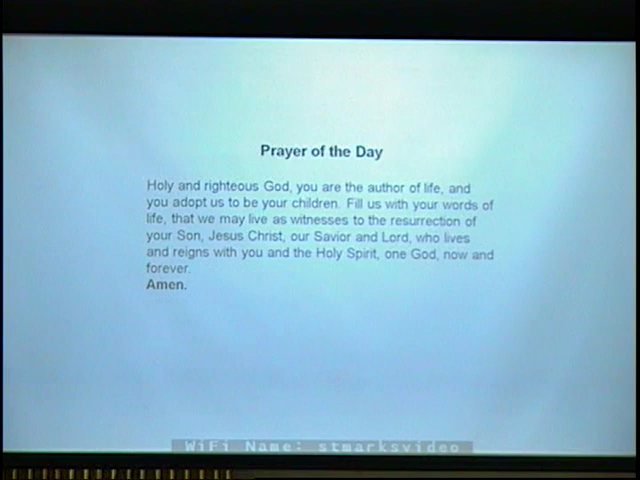 Prayer of the Day
Holy and righteous God, you are the author of life, and
you adopt us to be your children. Fill us with your words of
life, that we may live as witnesses to the resurrection of
your Son, Jesus Christ, our Savior and Lord, who lives
and reigns with you and the Holy Spirit, one God, now and
forever.
Amen.
WiFi Name: stmarksvideo